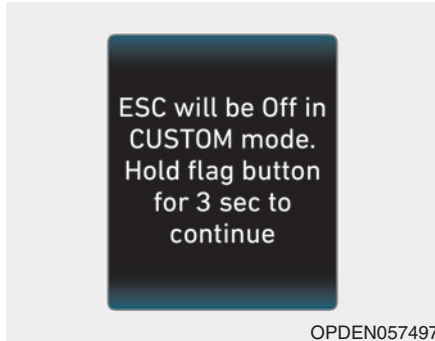 ESC will be Off in
CUSTOM mode.
Hold flag button
for 3 sec to
continue
OPDEN057497